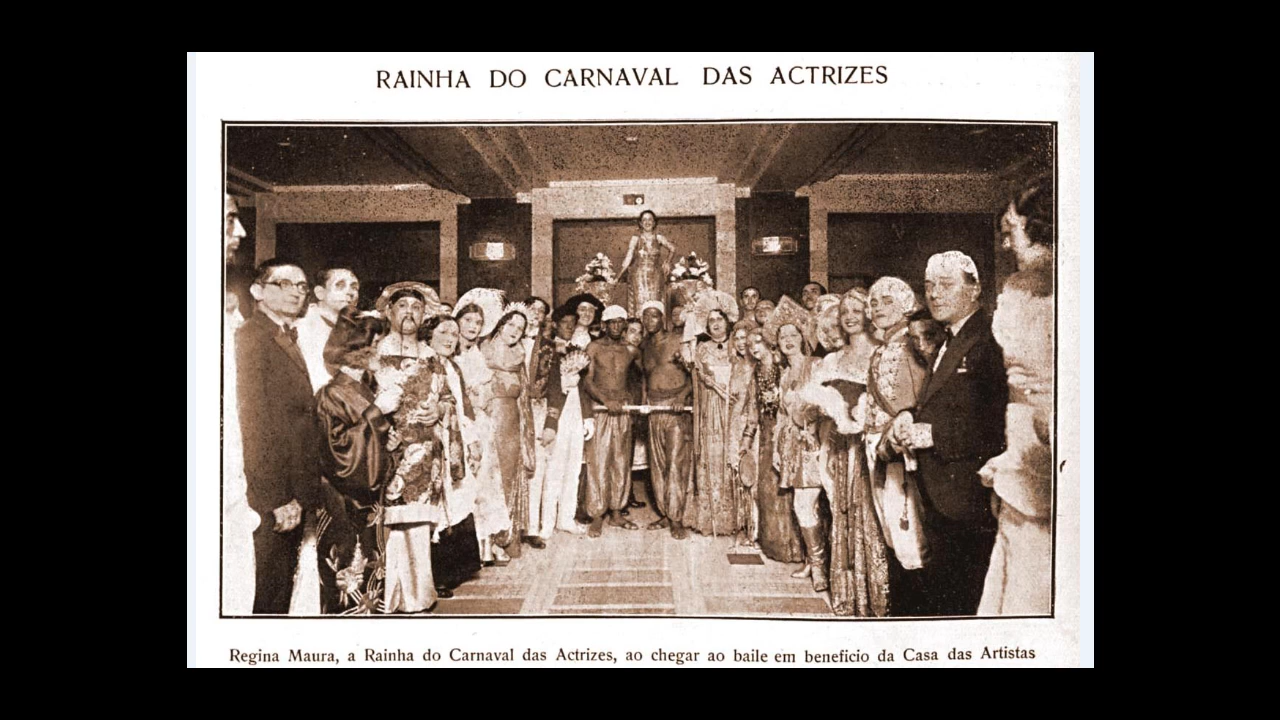 RAINHA DO CARNAVAL DAS ACTRIZES
Regina Maura, a Rainha do Carnaval das Actrizes, ao chegar ao baile em beneficio da Casa das Artistas